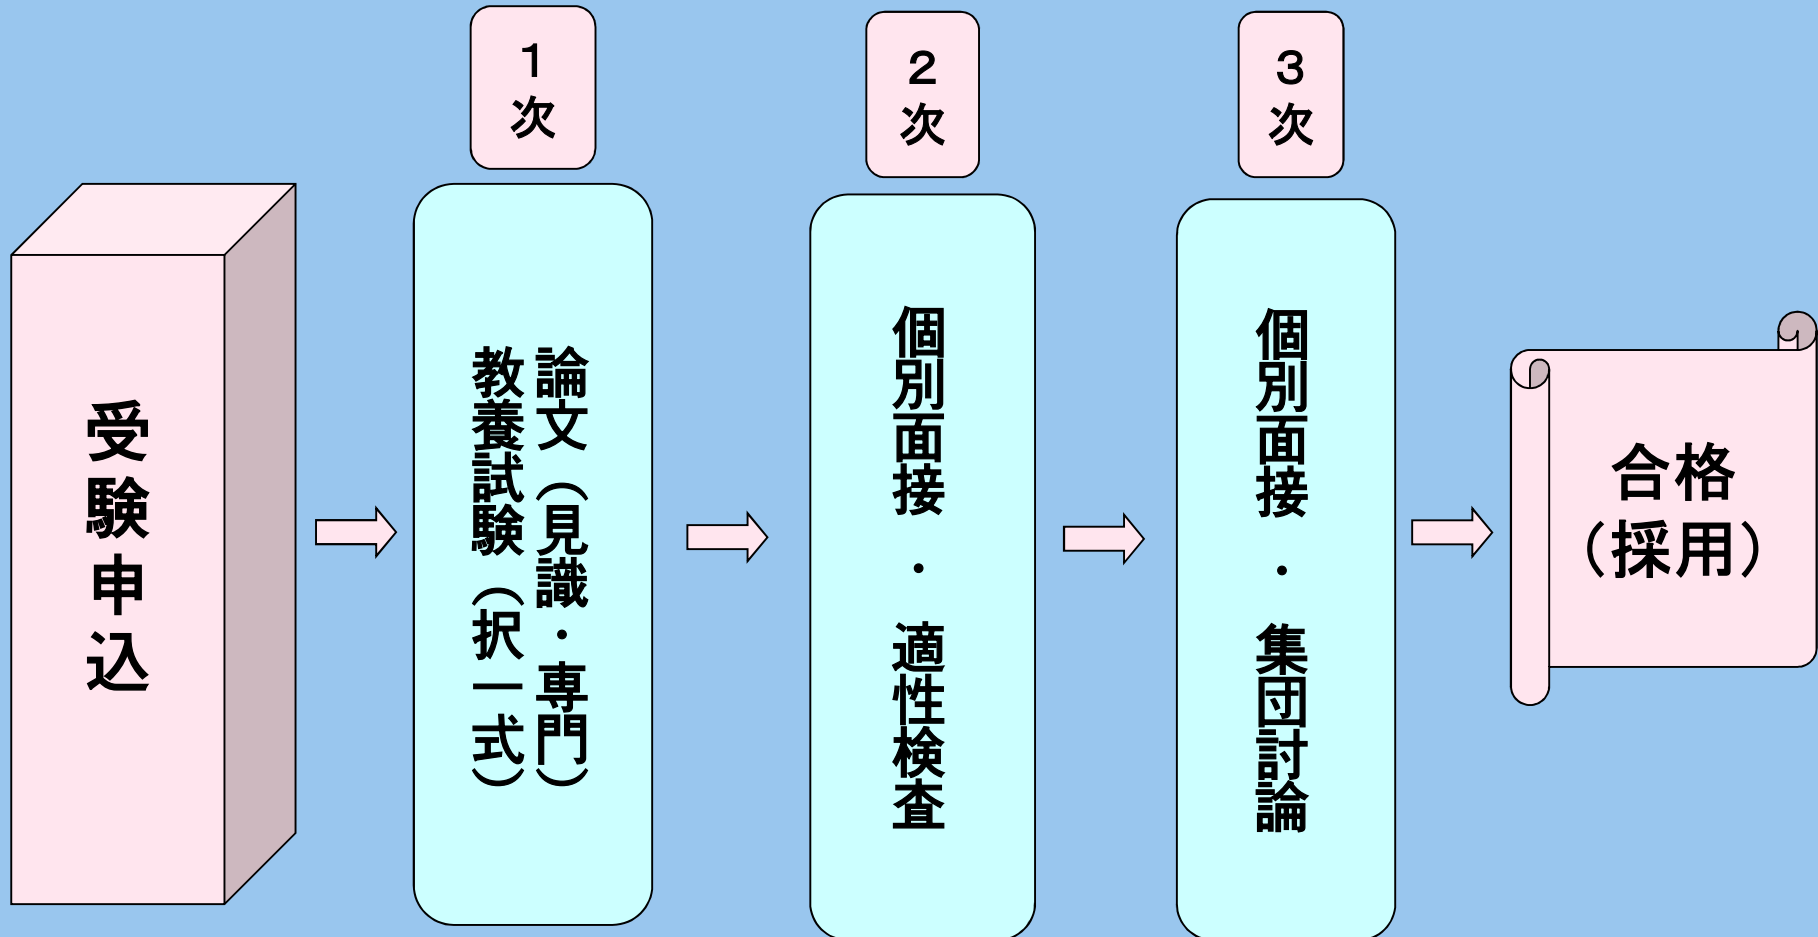 受験申込
1次
論文（見識・専門）
教養試験（択一式）
2次
個別面接・適性検査
3次
個別面接・集団討論
合格
（採用）